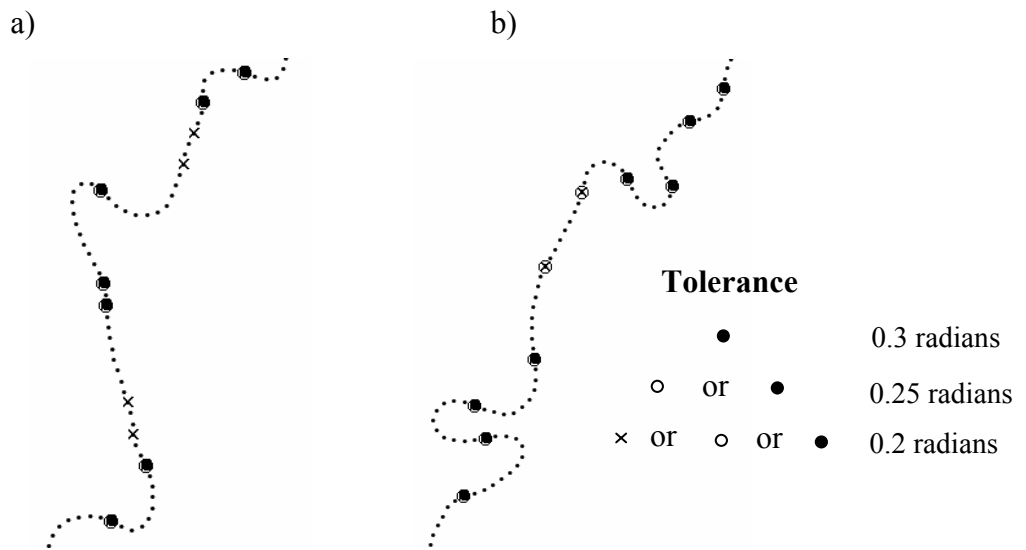 a)
b)
Tolerance
0.3 radians
or 0.25 radians
or or 0.2 radians